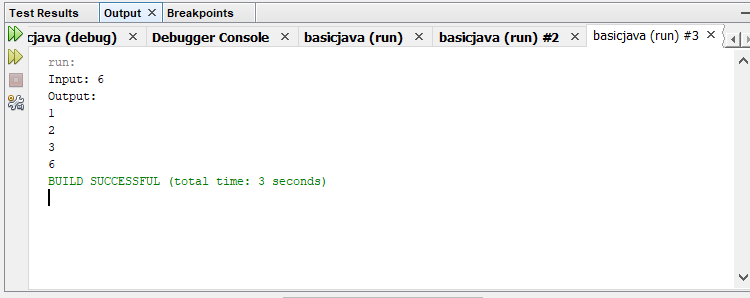 Test Results Output × Breakpoints
cjava (debug) × Debugger Console × basicjava (run) × basicjava (run) #2 × basicjava (run) #3 ×
run:
Input: 6
Output:
1
2
3
6
BUILD SUCCESSFUL (total time: 3 seconds)